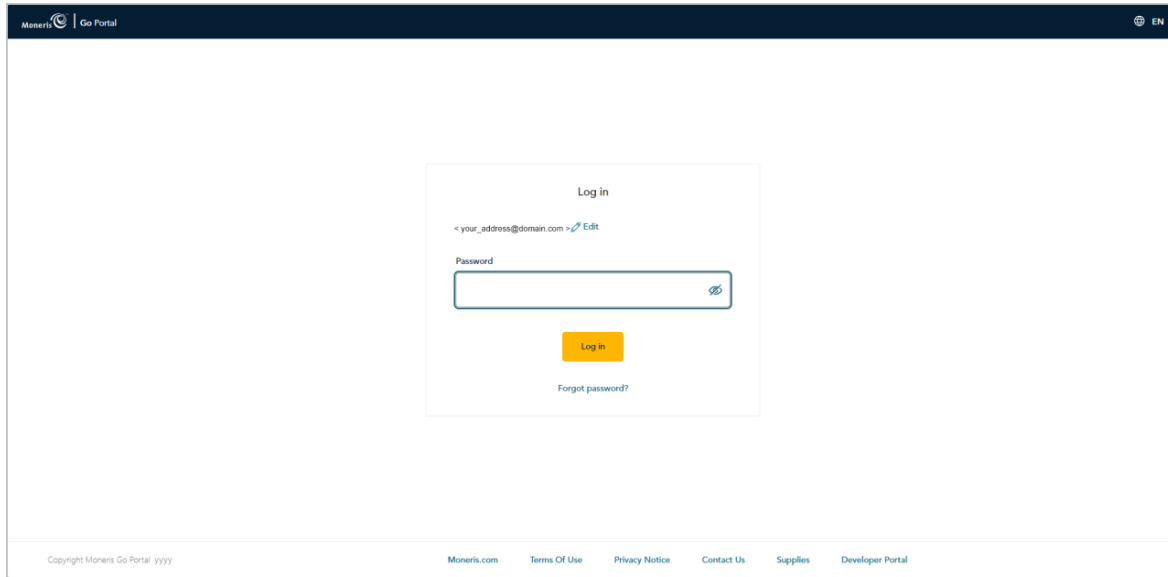 Moneris Go Portal EN
Log in
< your_address@domain.com > Edit
Password
Log in
Forgot password?
Copyright Moneris Go Portal yyyy Moneris.com Terms Of Use Privacy Notice Contact Us Supplies Developer Portal